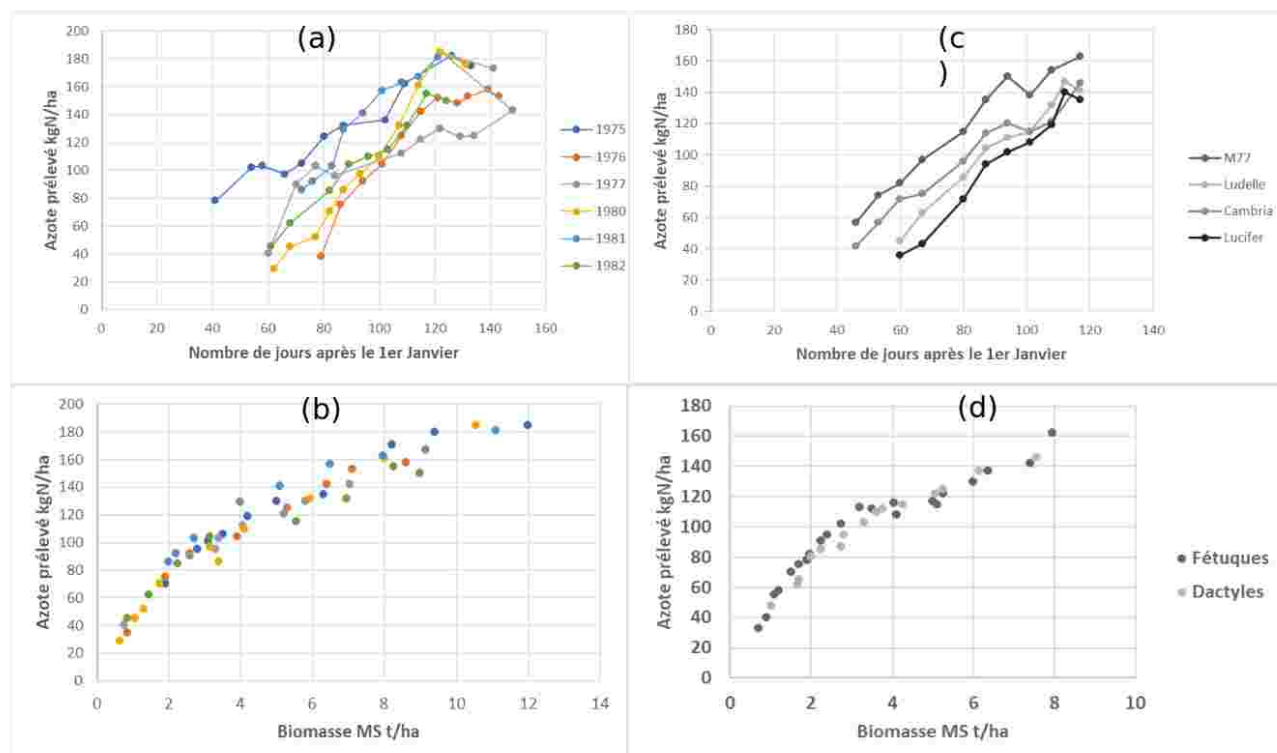 (a)
Azote prélevé kgN/ha
200
180
160
140
120
100
80
60
40
20
0
0 20 40 60 80 100 120 140 160
Nombre de jours après le 1er Janvier
1975
1976
1977
1980
1981
1982
(c
)
Azote prélevé kgN/ha
180
160
140
120
100
80
60
40
20
0
0 20 40 60 80 100 120 140
Nombre de jours après le 1er Janvier
M77
Ludelle
Cambria
Lucifer
(b)
Azote prélevé kgN/ha
200
180
160
140
120
100
80
60
40
20
0
0 2 4 6 8 10 12 14
Biomasse MS t/ha
(d)
Azote prélevé kgN/ha
180
160
140
120
100
80
60
40
20
0
0 2 4 6 8 10
Biomasse MS t/ha
Fétuques
Dactyles